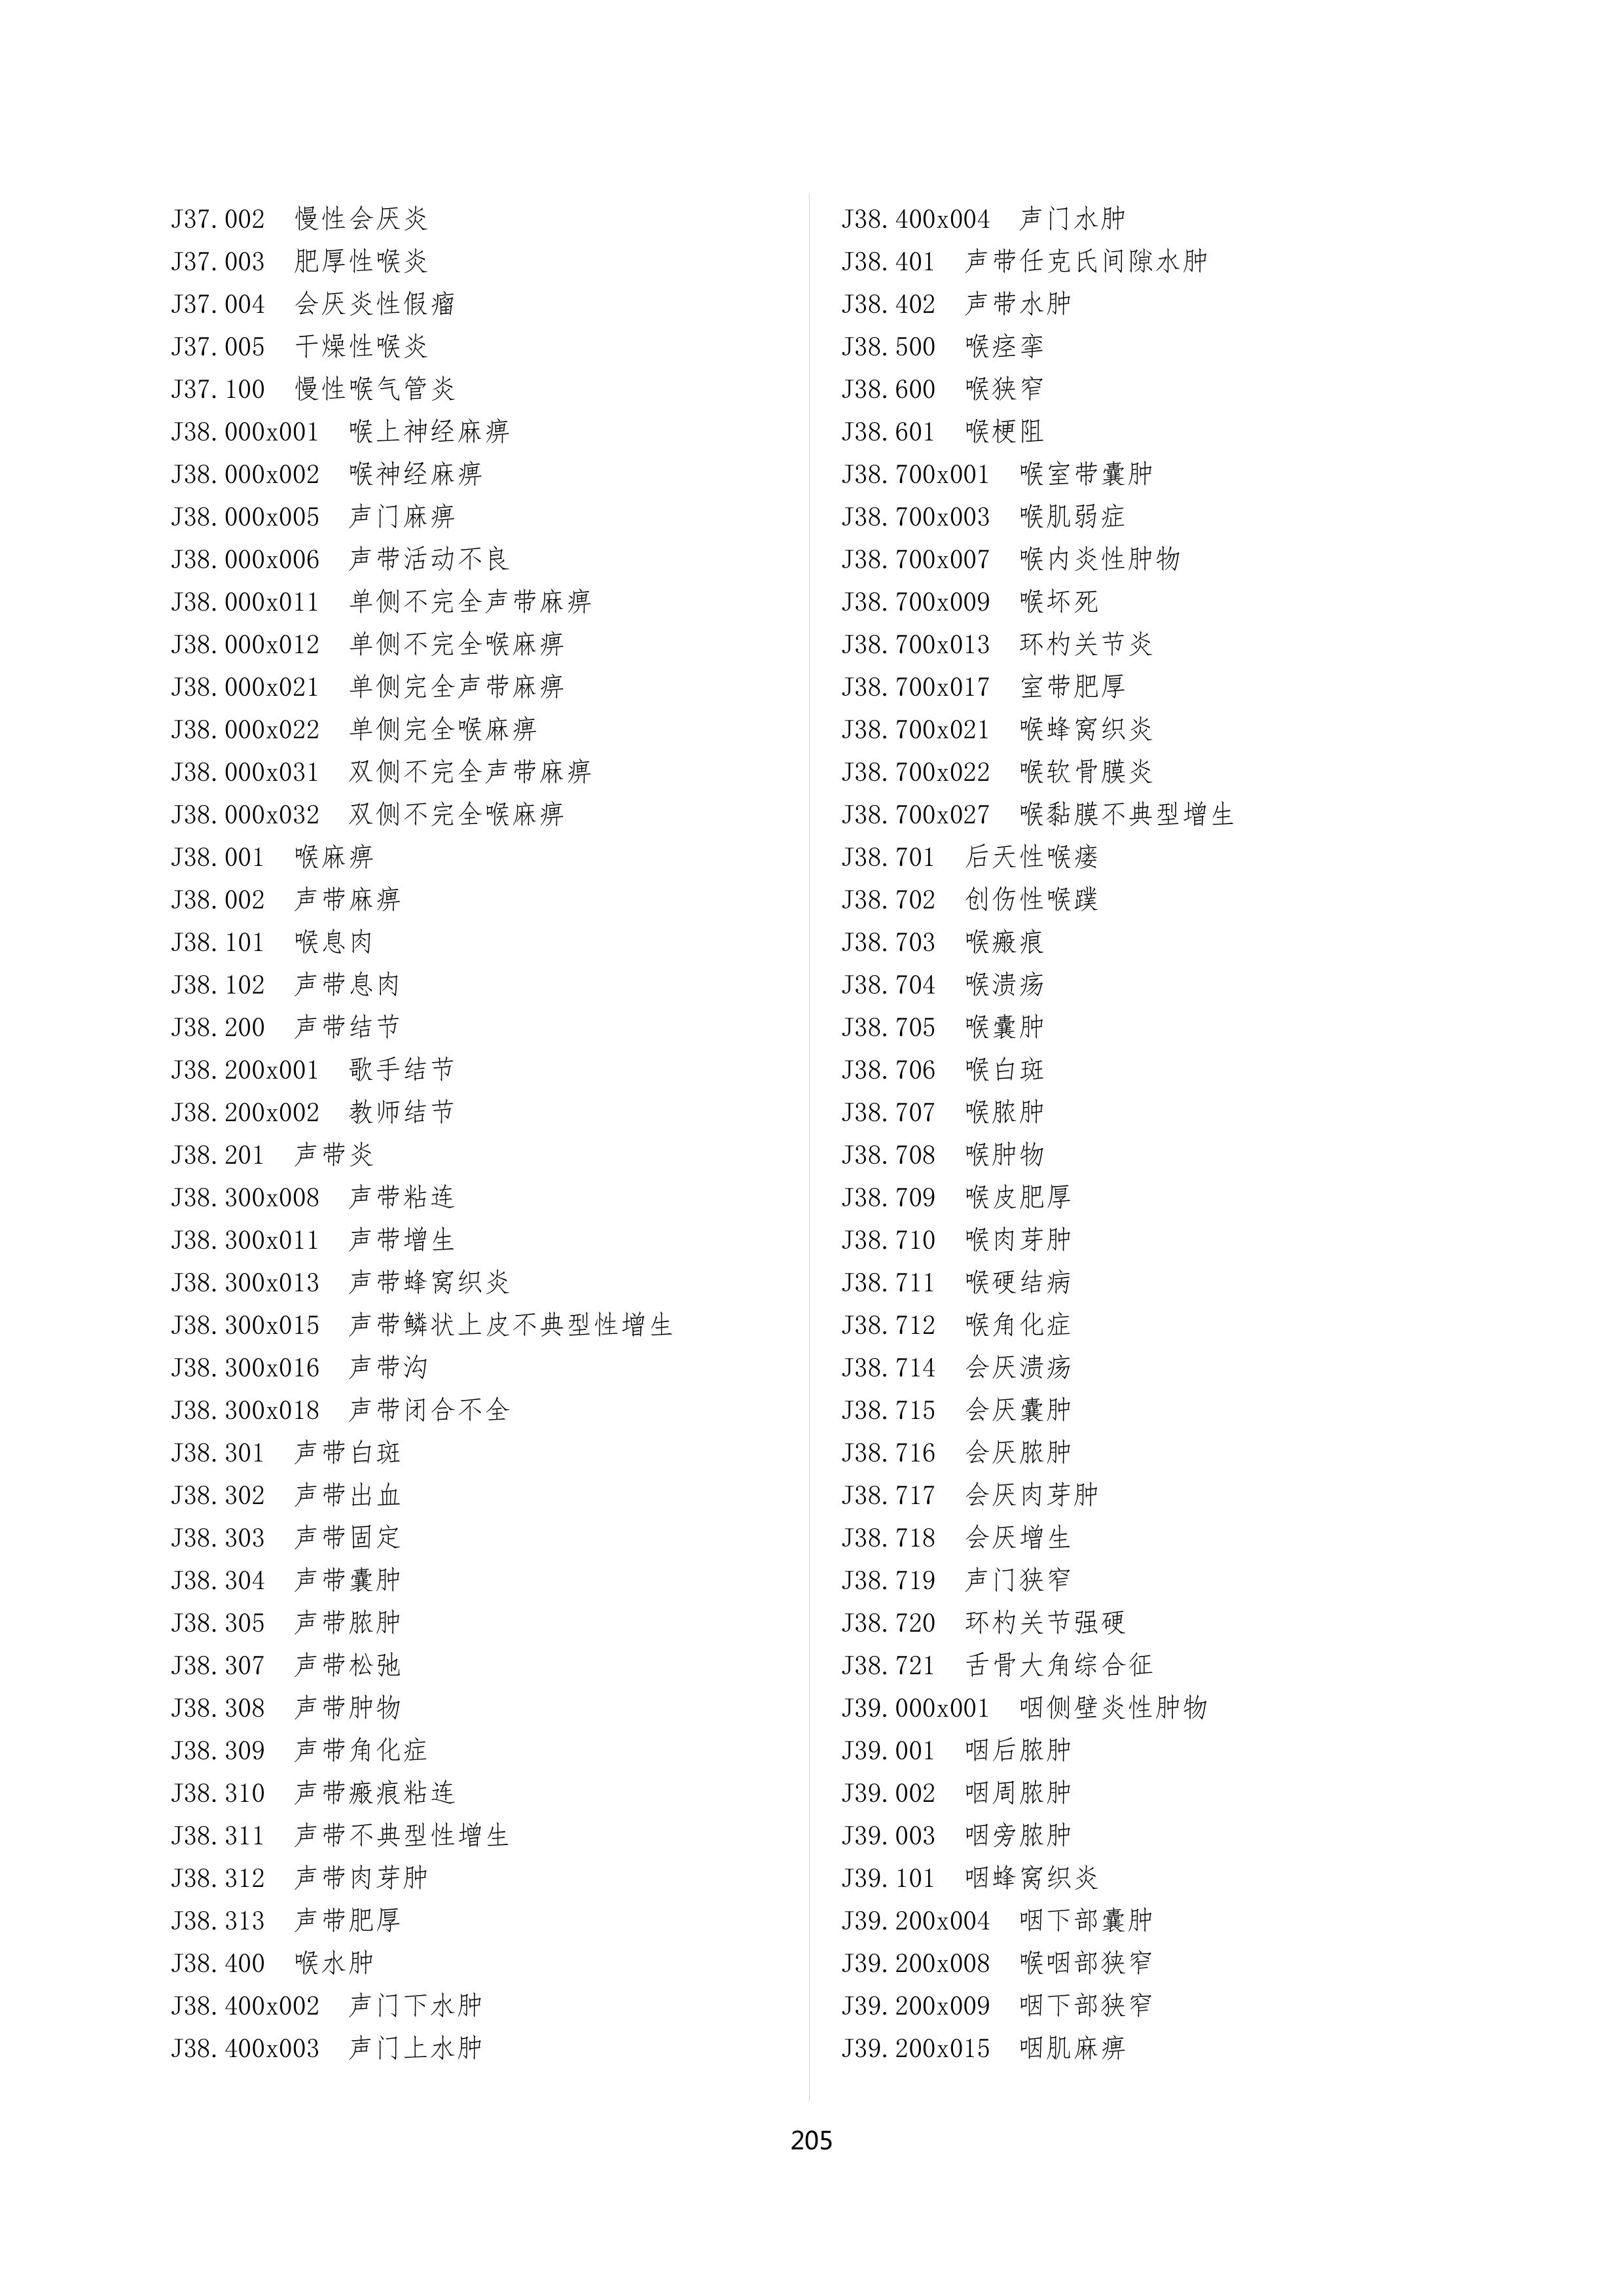 J37.002 慢性会厌炎
J37.003 肥厚性喉炎
J37.004 会厌炎性假瘤
J37.005 干燥性喉炎
J37.100 慢性喉气管炎
J38.000x001 喉上神经麻痹
J38.000x002 喉神经麻痹
J38.000x005 声门麻痹
J38.000x006 声带活动不良
J38.000x011 单侧不完全声带麻痹
J38.000x012 单侧不完全喉麻痹
J38.000x021 单侧完全声带麻痹
J38.000x022 单侧完全喉麻痹
J38.000x031 双侧不完全声带麻痹
J38.000x032 双侧不完全喉麻痹
J38.001 喉麻痹
J38.002 声带麻痹
J38.101 喉息肉
J38.102 声带息肉
J38.200 声带结节
J38.200x001 歌手结节
J38.200x002 教师结节
J38.201 声带炎
J38.300x008 声带粘连
J38.300x011 声带增生
J38.300x013 声带蜂窝织炎
J38.300x015 声带鳞状上皮不典型性增生
J38.300x016 声带沟
J38.300x018 声带闭合不全
J38.301 声带白斑
J38.302 声带出血
J38.303 声带固定
J38.304 声带囊肿
J38.305 声带脓肿
J38.307 声带松弛
J38.308 声带肿物
J38.309 声带角化症
J38.310 声带瘢痕粘连
J38.311 声带不典型性增生
J38.312 声带肉芽肿
J38.313 声带肥厚
J38.400 喉水肿
J38.400x002 声门下水肿
J38.400x003 声门上水肿
J38.400x004 声门水肿
J38.401 声带任克氏间隙水肿
J38.402 声带水肿
J38.500 喉痉挛
J38.600 喉狭窄
J38.601 喉梗阻
J38.700x001 喉室带囊肿
J38.700x003 喉肌弱症
J38.700x007 喉内炎性肿物
J38.700x009 喉坏死
J38.700x013 环杓关节炎
J38.700x017 室带肥厚
J38.700x021 喉蜂窝织炎
J38.700x022 喉软骨膜炎
J38.700x027 喉黏膜不典型增生
J38.701 后天性喉瘘
J38.702 创伤性喉蹼
J38.703 喉瘢痕
J38.704 喉溃疡
J38.705 喉囊肿
J38.706 喉白斑
J38.707 喉脓肿
J38.708 喉肿物
J38.709 喉皮肥厚
J38.710 喉肉芽肿
J38.711 喉硬结病
J38.712 喉角化症
J38.714 会厌溃疡
J38.715 会厌囊肿
J38.716 会厌脓肿
J38.717 会厌肉芽肿
J38.718 会厌增生
J38.719 声门狭窄
J38.720 环杓关节强硬
J38.721 舌骨大角综合征
J39.000x001 咽侧壁炎性肿物
J39.001 咽后脓肿
J39.002 咽周脓肿
J39.003 咽旁脓肿
J39.101 咽蜂窝织炎
J39.200x004 咽下部囊肿
J39.200x008 喉咽部狭窄
J39.200x009 咽下部狭窄
J39.200x015 咽肌麻痹
205